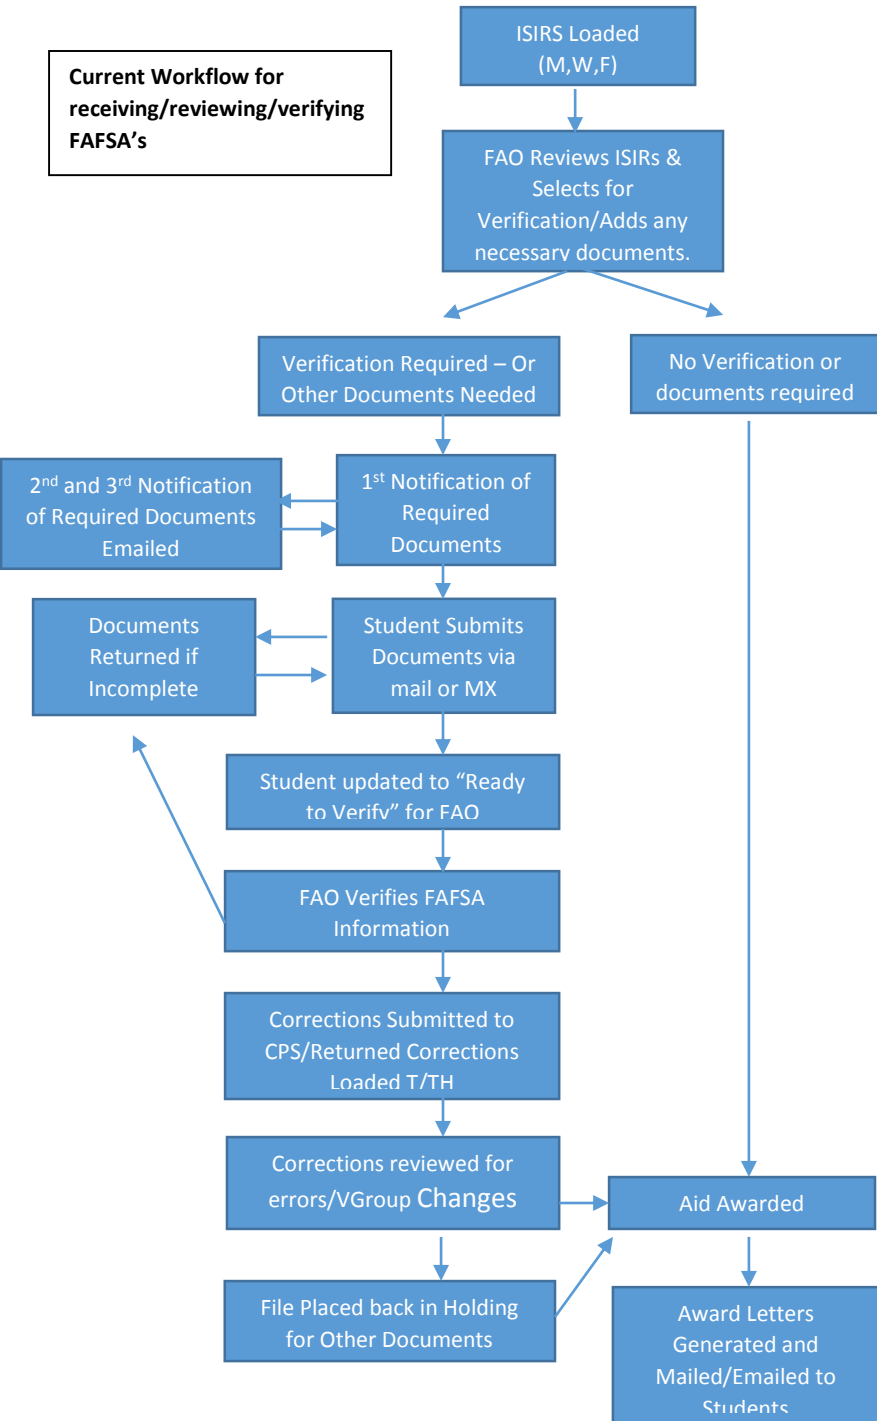 Current Workflow for
receiving/reviewing/verifying
FAFSA's
ISIRS Loaded
(M,W,F)
FAO Reviews ISIRs &
Selects for
Verification/Adds any
necessary documents.
Verification Required – Or
Other Documents Needed
No Verification or
documents required
2nd and 3rd Notification
of Required Documents
Emailed
1st Notification of
Required
Documents
Documents
Returned if
Incomplete
Student Submits
Documents via
mail or MX
Student updated to “Ready
to Verify” for FAO
FAO Verifies FAFSA
Information
Corrections Submitted to
CPS/Returned Corrections
Loaded T/TH
Corrections reviewed for
errors/VGroup Changes
Aid Awarded
File Placed back in Holding
for Other Documents
Award Letters
Generated and
Mailed/Emailed to
Students